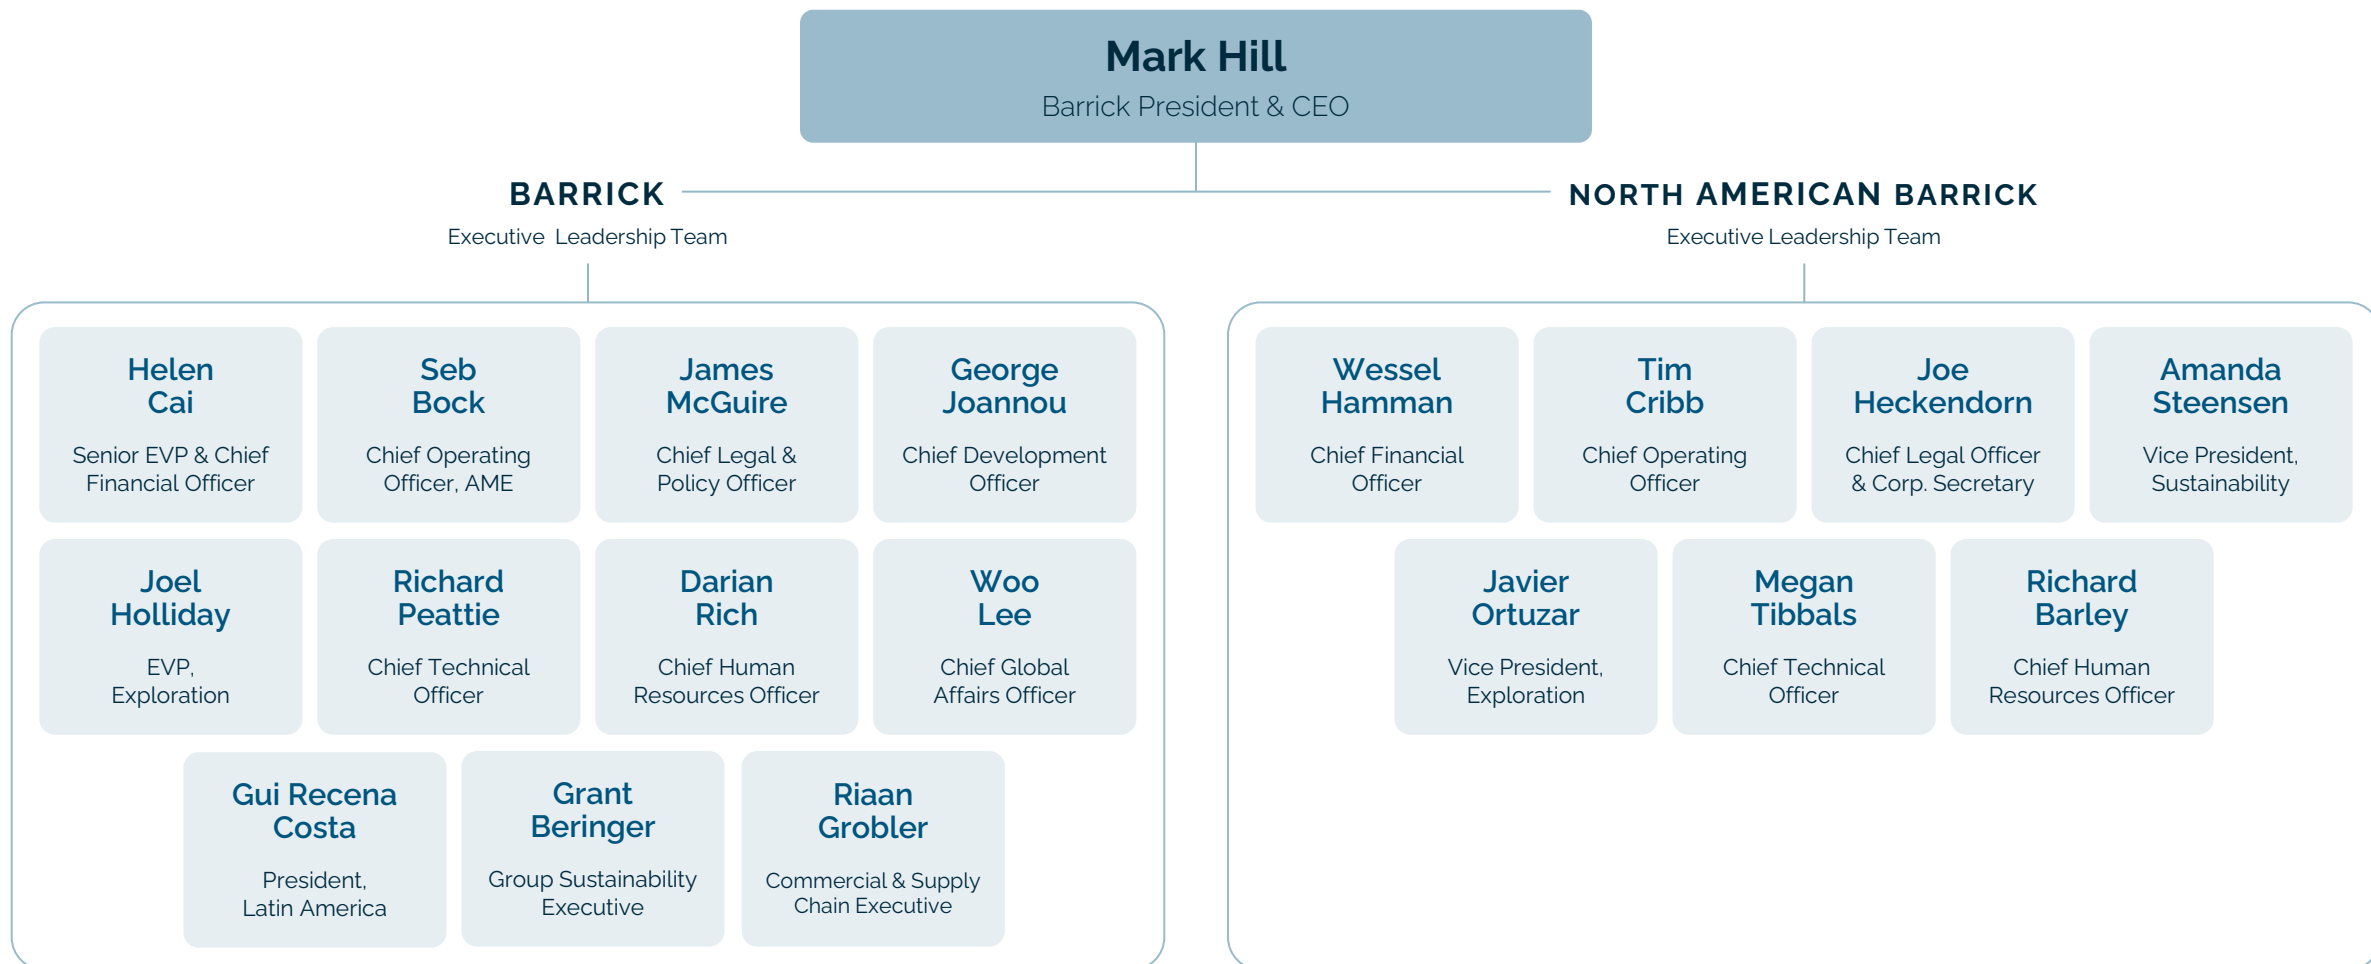 Mark Hill
Barrick President & CEO
BARRICK
Executive Leadership Team
NORTH AMERICAN BARRICK
Executive Leadership Team
Helen
Cai
Senior EVP & Chief
Financial Officer
Seb
Bock
Chief Operating
Officer, AME
James
McGuire
Chief Legal &
Policy Officer
George
Joannou
Chief Development
Officer
Joel
Holliday
EVP,
Exploration
Richard
Peattie
Chief Technical
Officer
Darian
Rich
Chief Human
Resources Officer
Woo
Lee
Chief Global
Affairs Officer
Gui Recena
Costa
President,
Latin America
Grant
Beringer
Group Sustainability
Executive
Riaan
Grobler
Commercial & Supply
Chain Executive
Wessel
Hamman
Chief Financial
Officer
Tim
Cribb
Chief Operating
Officer
Joe
Heckendorn
Chief Legal Officer
& Corp. Secretary
Amanda
Steensen
Vice President,
Sustainability
Javier
Ortuzar
Vice President,
Exploration
Megan
Tibbals
Chief Technical
Officer
Richard
Barley
Chief Human
Resources Officer